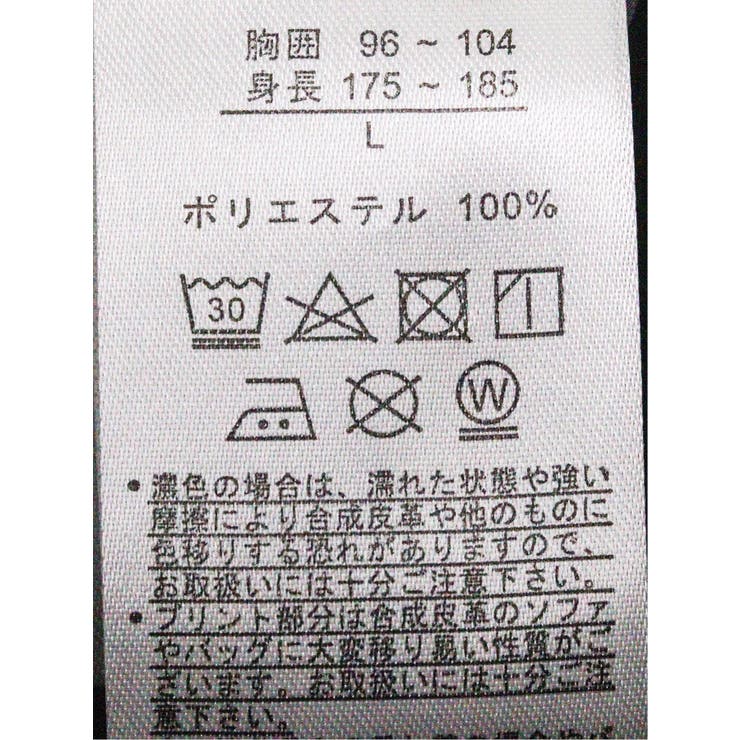 胸囲 96 ~ 104
身長 175 ~ 185
L
ポリエステル 100%
30
W
・濃色の場合は、濡れた状態や強い
摩擦により合成皮革や他のものに
色移りする恐れがありますので、
お取扱いには十分ご注意下さい。
・プリント部分は合成皮革のソファ
やバッグに大変移り易い性質がご
ざいます。お取扱いには十分ご注
意下さい。